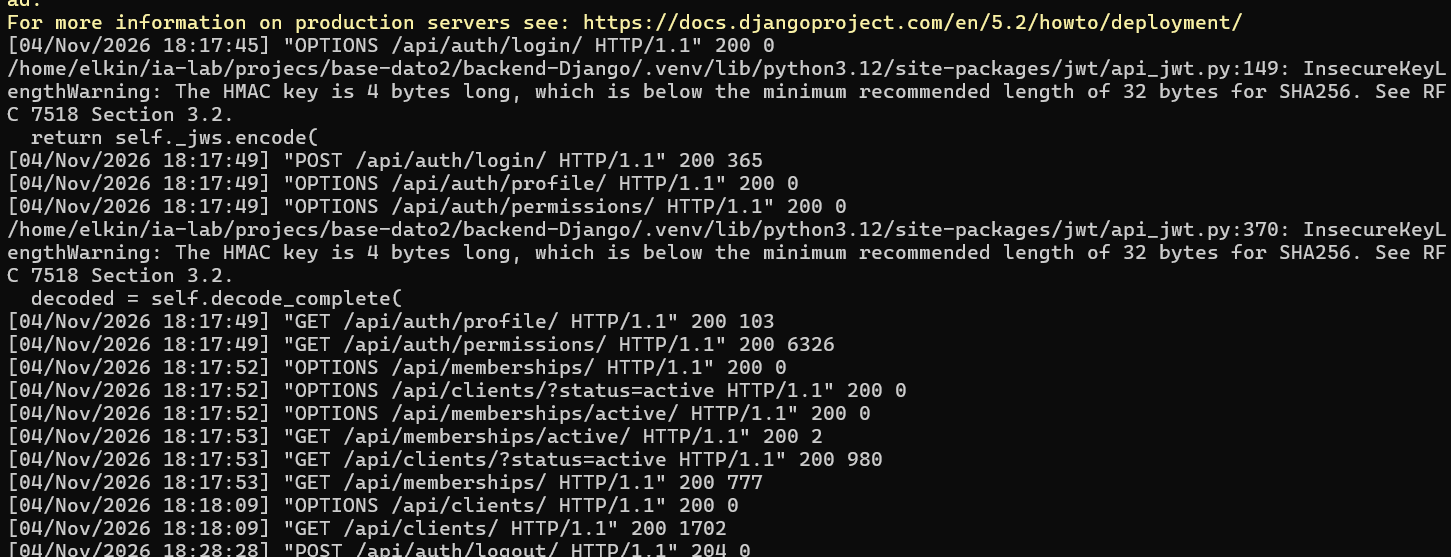 ad.
For more information on production servers see: https://docs.djangoproject.com/en/5.2/howto/deployment/
[04/Nov/2026 18:17:45] "OPTIONS /api/auth/login/ HTTP/1.1" 200 0
/home/elkin/ia-lab/projecs/base-dato2/backend-Django/.venv/lib/python3.12/site-packages/jwt/api_jwt.py:149: InsecureKeyL
engthWarning: The HMAC key is 4 bytes long, which is below the minimum recommended length of 32 bytes for SHA256. See RF
C 7518 Section 3.2.
  return self._jws.encode(
[04/Nov/2026 18:17:49] "POST /api/auth/login/ HTTP/1.1" 200 365
[04/Nov/2026 18:17:49] "OPTIONS /api/auth/profile/ HTTP/1.1" 200 0
[04/Nov/2026 18:17:49] "OPTIONS /api/auth/permissions/ HTTP/1.1" 200 0
/home/elkin/ia-lab/projecs/base-dato2/backend-Django/.venv/lib/python3.12/site-packages/jwt/api_jwt.py:370: InsecureKeyL
engthWarning: The HMAC key is 4 bytes long, which is below the minimum recommended length of 32 bytes for SHA256. See RF
C 7518 Section 3.2.
  decoded = self.decode_complete(
[04/Nov/2026 18:17:49] "GET /api/auth/profile/ HTTP/1.1" 200 103
[04/Nov/2026 18:17:49] "GET /api/auth/permissions/ HTTP/1.1" 200 6326
[04/Nov/2026 18:17:52] "OPTIONS /api/memberships/ HTTP/1.1" 200 0
[04/Nov/2026 18:17:52] "OPTIONS /api/clients/?status=active HTTP/1.1" 200 0
[04/Nov/2026 18:17:52] "OPTIONS /api/memberships/active/ HTTP/1.1" 200 0
[04/Nov/2026 18:17:53] "GET /api/memberships/active/ HTTP/1.1" 200 2
[04/Nov/2026 18:17:53] "GET /api/clients/?status=active HTTP/1.1" 200 980
[04/Nov/2026 18:17:53] "GET /api/memberships/ HTTP/1.1" 200 777
[04/Nov/2026 18:18:09] "OPTIONS /api/clients/ HTTP/1.1" 200 0
[04/Nov/2026 18:18:09] "GET /api/clients/ HTTP/1.1" 200 1702
[04/Nov/2026 18:28:28] "POST /api/auth/logout/ HTTP/1.1" 204 0